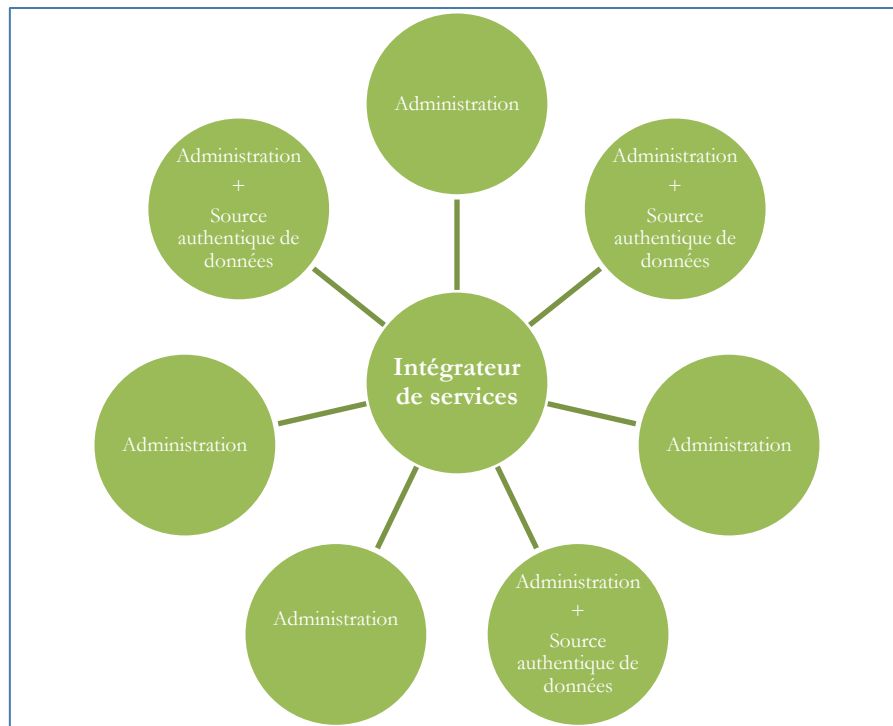 Administration
Administration
+
Source
authentique de
données
Administration
+
Source
authentique de
données
Intégrateur
de services
Administration
Administration
Administration
Administration
+
Source
authentique de
données